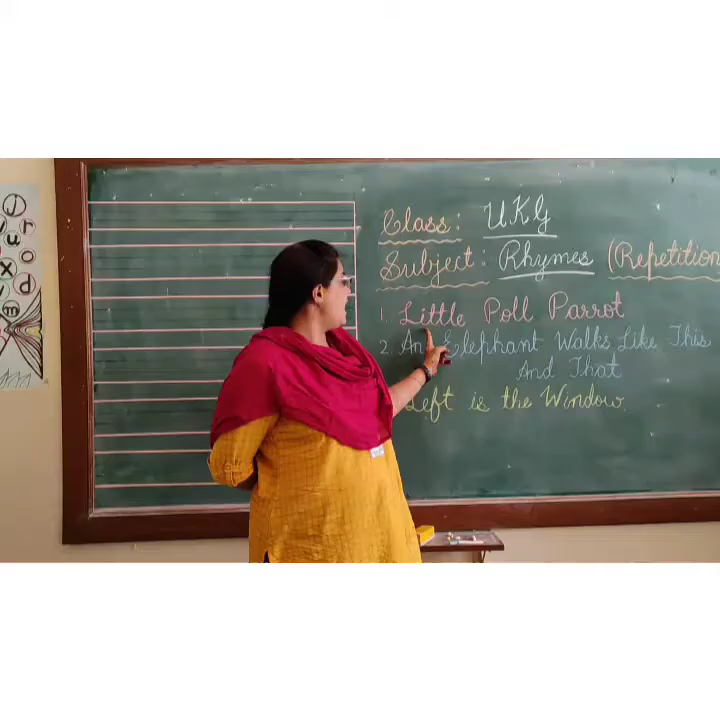 Class: UKG
Subject: Rhymes (Repetition
1. Little Poll Parrot
2. An Elephant Walks Like This
And That
Left is the Window.
J
u r
x o
d
m